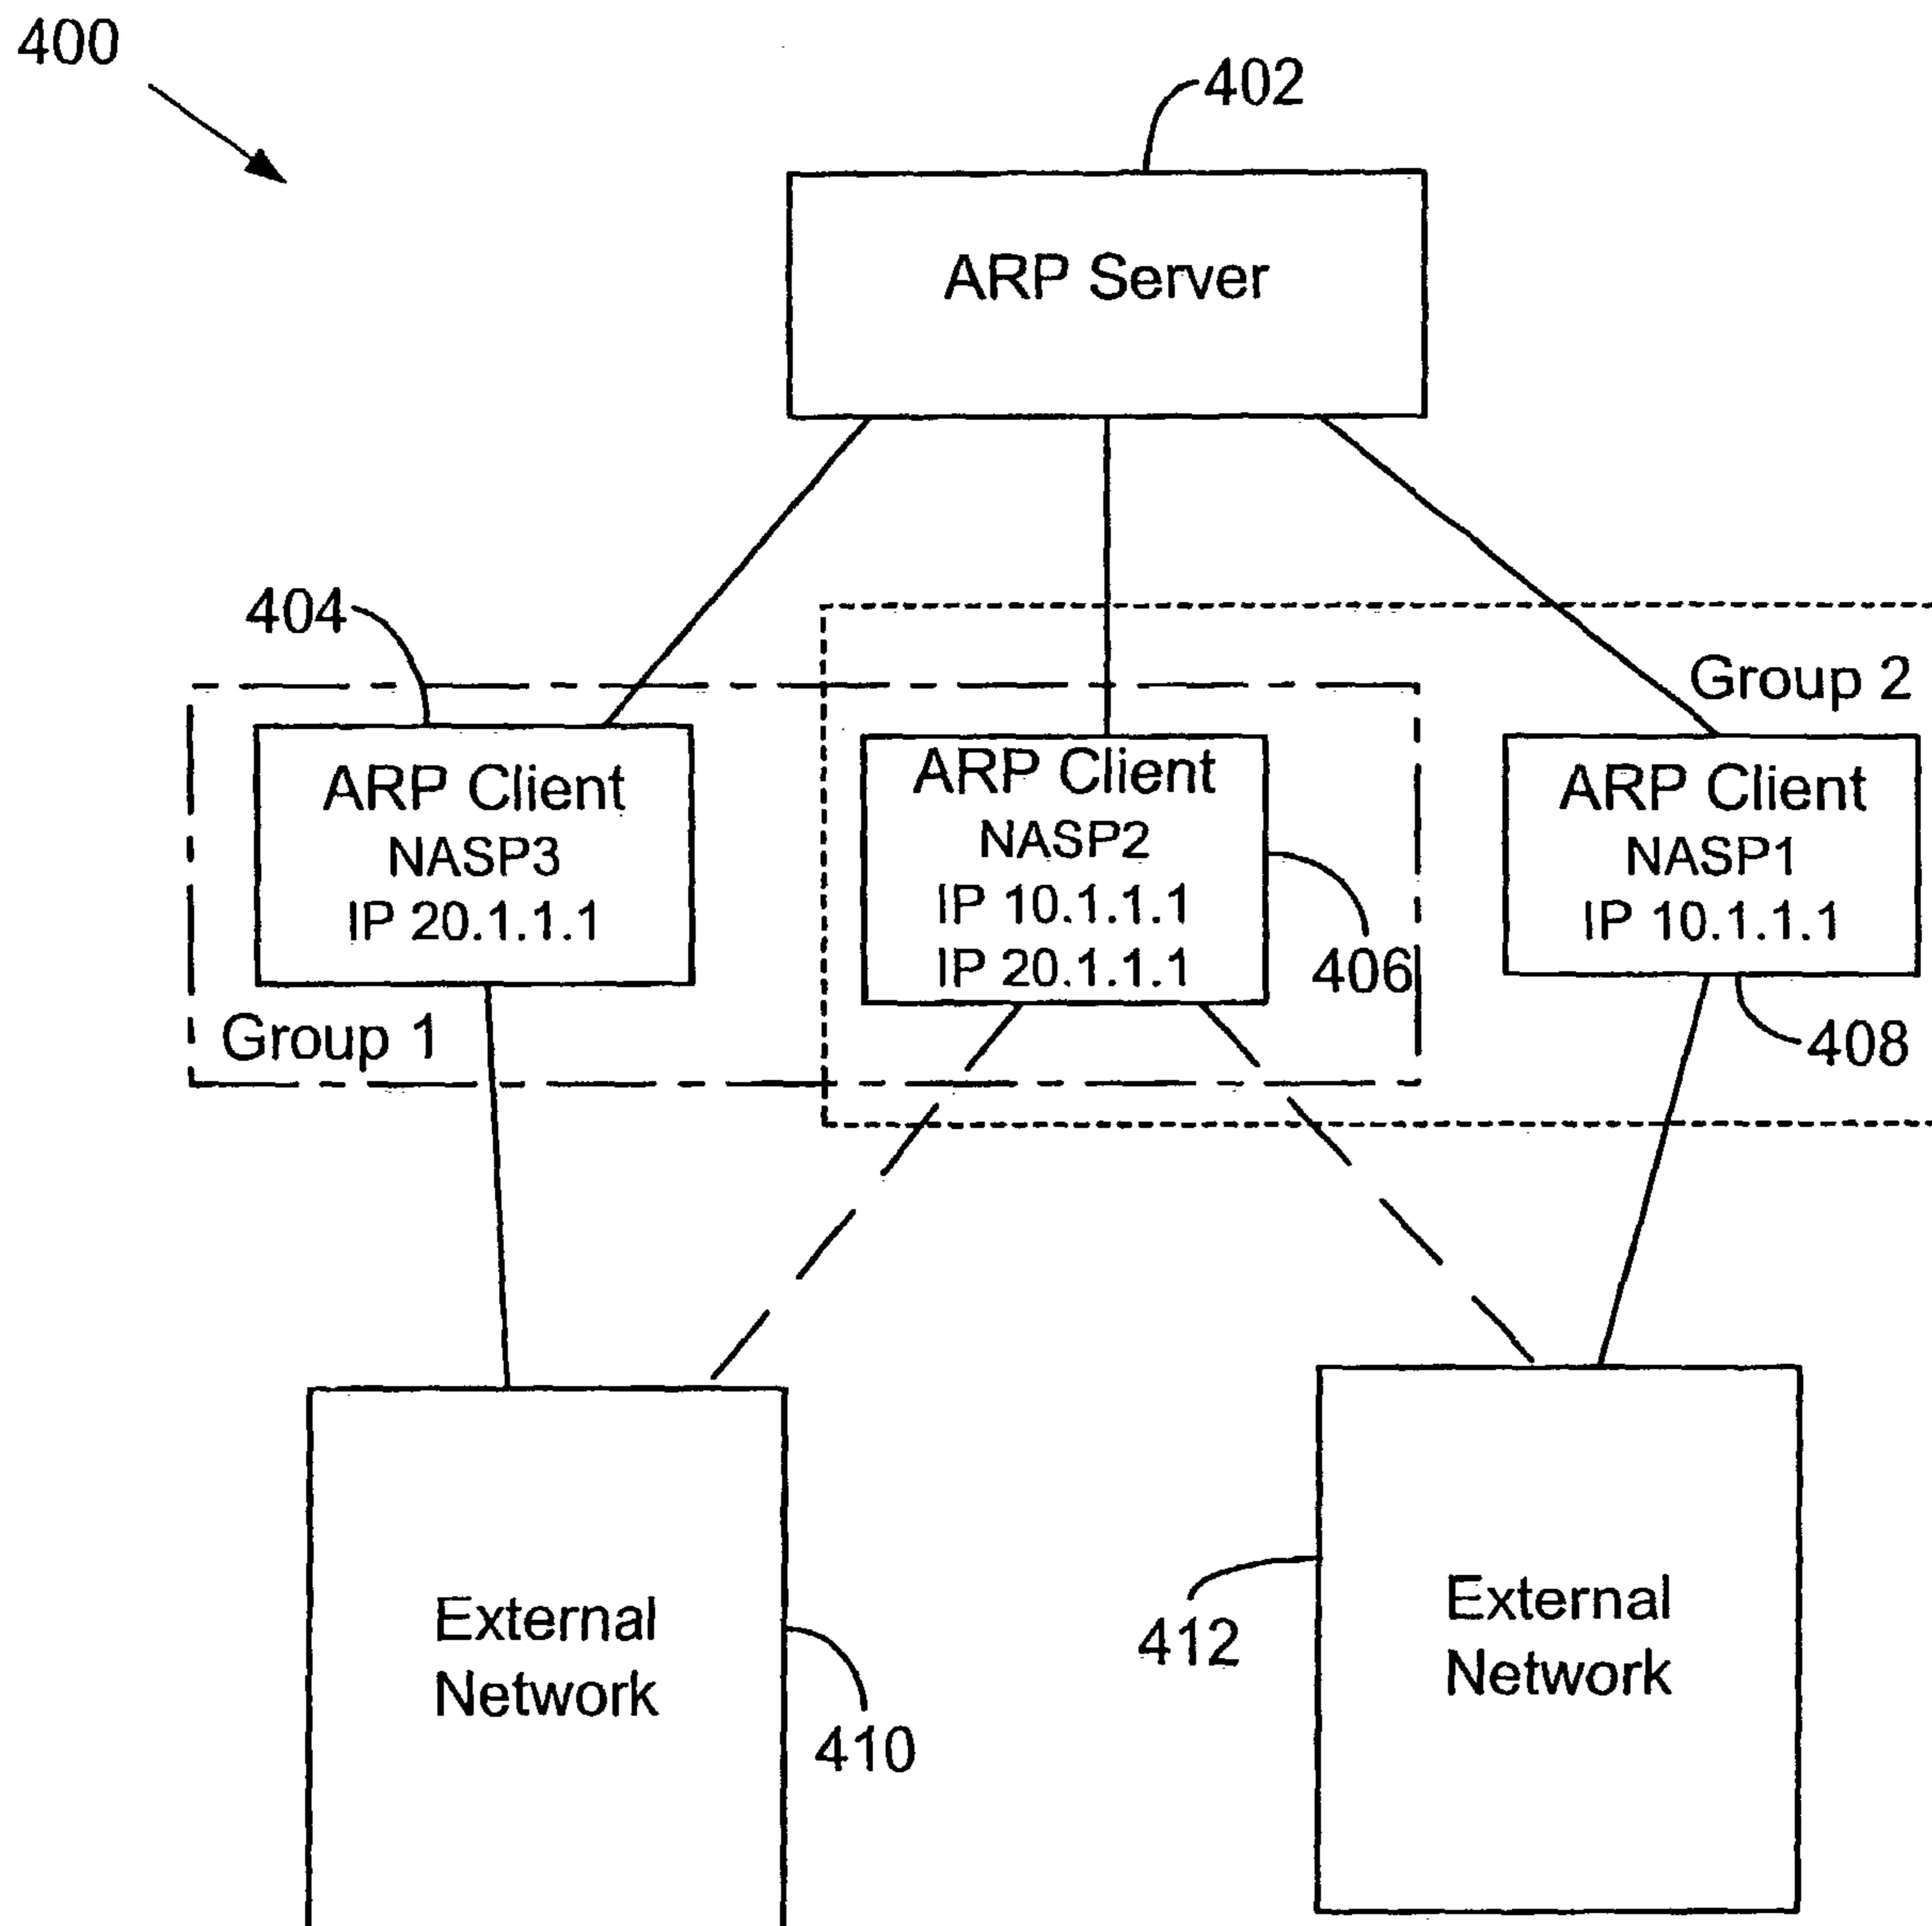 400
402
ARP Server
404
Group 2
ARP Client
NASP3
IP 20.1.1.1
ARP Client
NASP2
IP 10.1.1.1
IP 20.1.1.1
ARP Client
NASP1
IP 10.1.1.1
406
Group 1
408
External
Network
410
412
External
Network